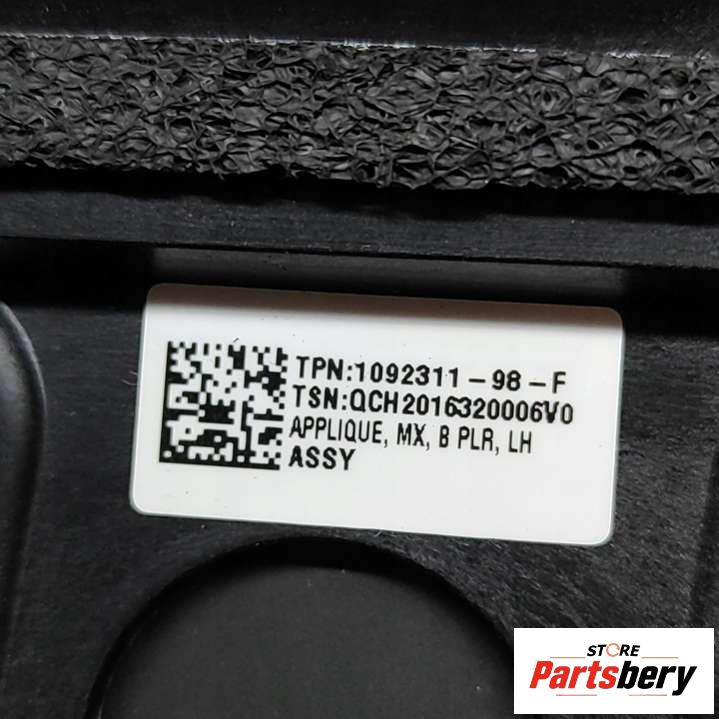 TPN:1092311-98-F
TSN:QCH2016320006V0
APPLIQUE, MX, B PLR, LH
ASSY
STORE
Partsbery